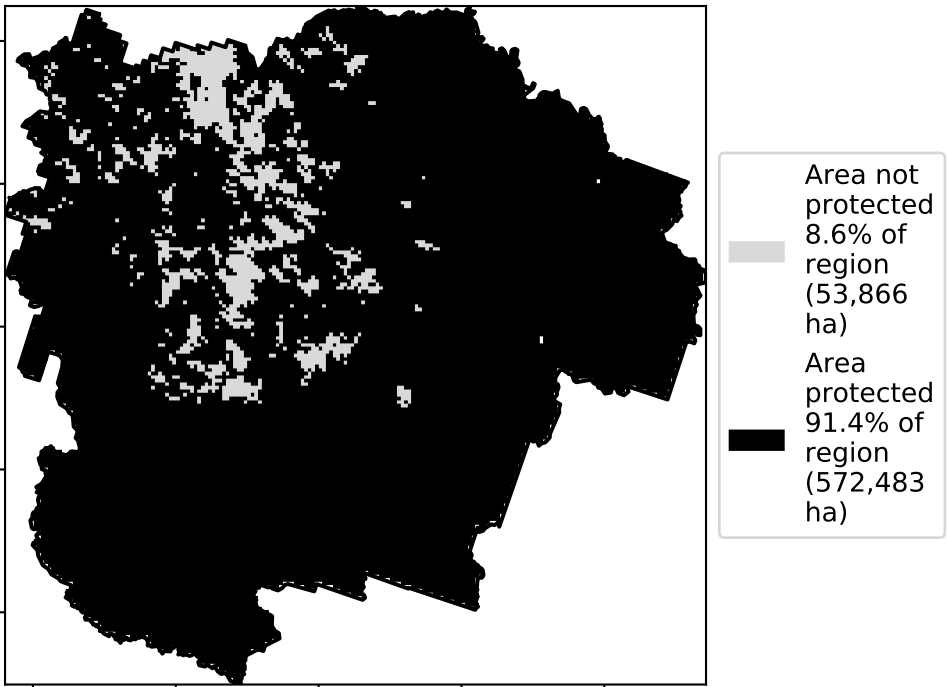 Area not
protected
8.6% of
region
(53,866
ha)
Area
protected
91.4% of
region
(572,483
ha)